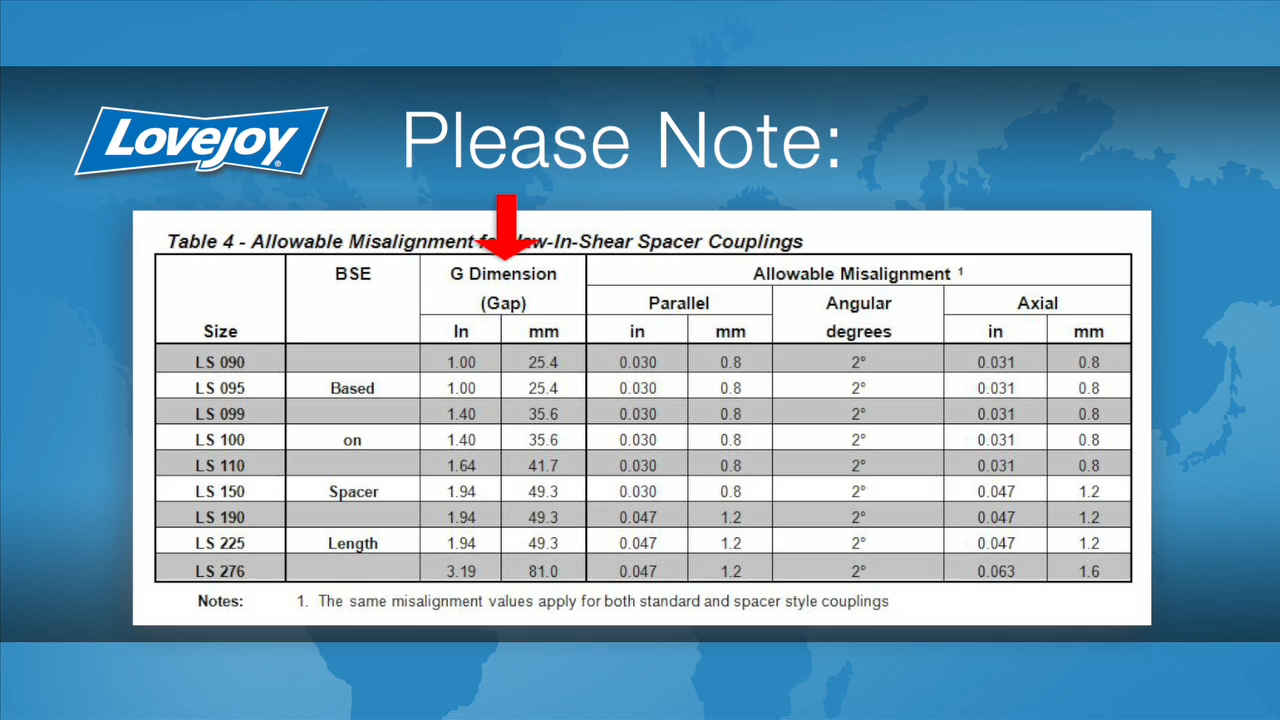 Lovejoy®
Please Note:
Table 4 - Allowable Misalignment Jaw-In-Shear Spacer Couplings
BSE G Dimension Allowable Misalignment ¹
(Gap) Parallel Angular Axial
Size In mm in mm degrees in mm
LS 090 1.00 25.4 0.030 0.8 2° 0.031 0.8
LS 095 Based 1.00 25.4 0.030 0.8 2° 0.031 0.8
LS 099 1.40 35.6 0.030 0.8 2° 0.031 0.8
LS 100 on 1.40 35.6 0.030 0.8 2° 0.031 0.8
LS 110 1.64 41.7 0.030 0.8 2° 0.031 0.8
LS 150 Spacer 1.94 49.3 0.030 0.8 2° 0.047 1.2
LS 190 1.94 49.3 0.047 1.2 2° 0.047 1.2
LS 225 Length 1.94 49.3 0.047 1.2 2° 0.047 1.2
LS 276 3.19 81.0 0.047 1.2 2° 0.063 1.6
Notes: 1. The same misalignment values apply for both standard and spacer style couplings